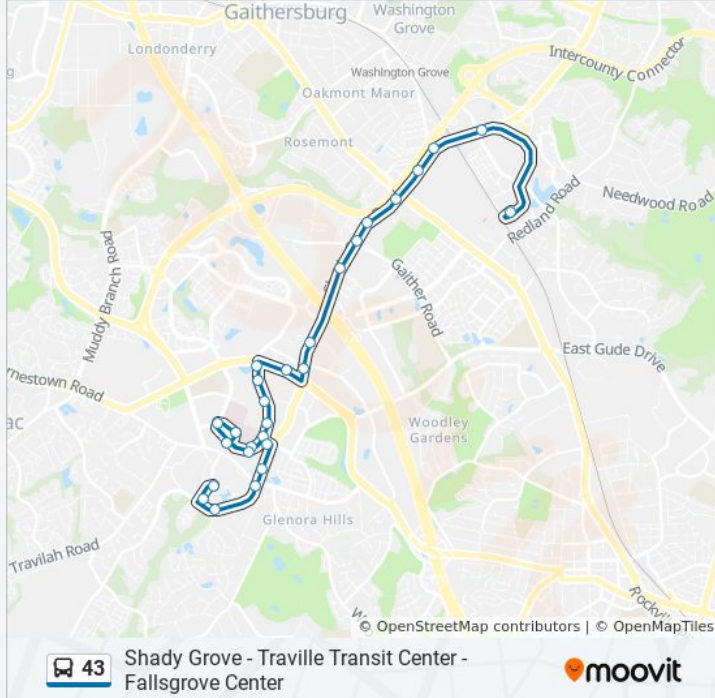 Gaithersburg
Washington
Grove
Londonderry
Intercounty Connector
Washington Grove
Oakmont Manor
Rosemont
Needwood Road
Redland Road
Muddy Branch Road
Gaither Road
East Gude Drive
rnestown Road
ac
Woodley
Gardens
Glenora Hills
Travilah Road
Rockvi
W
© OpenStreetMap contributors | © OpenMapTiles
43
Shady Grove - Traville Transit Center -
Fallsgrove Center
moovit